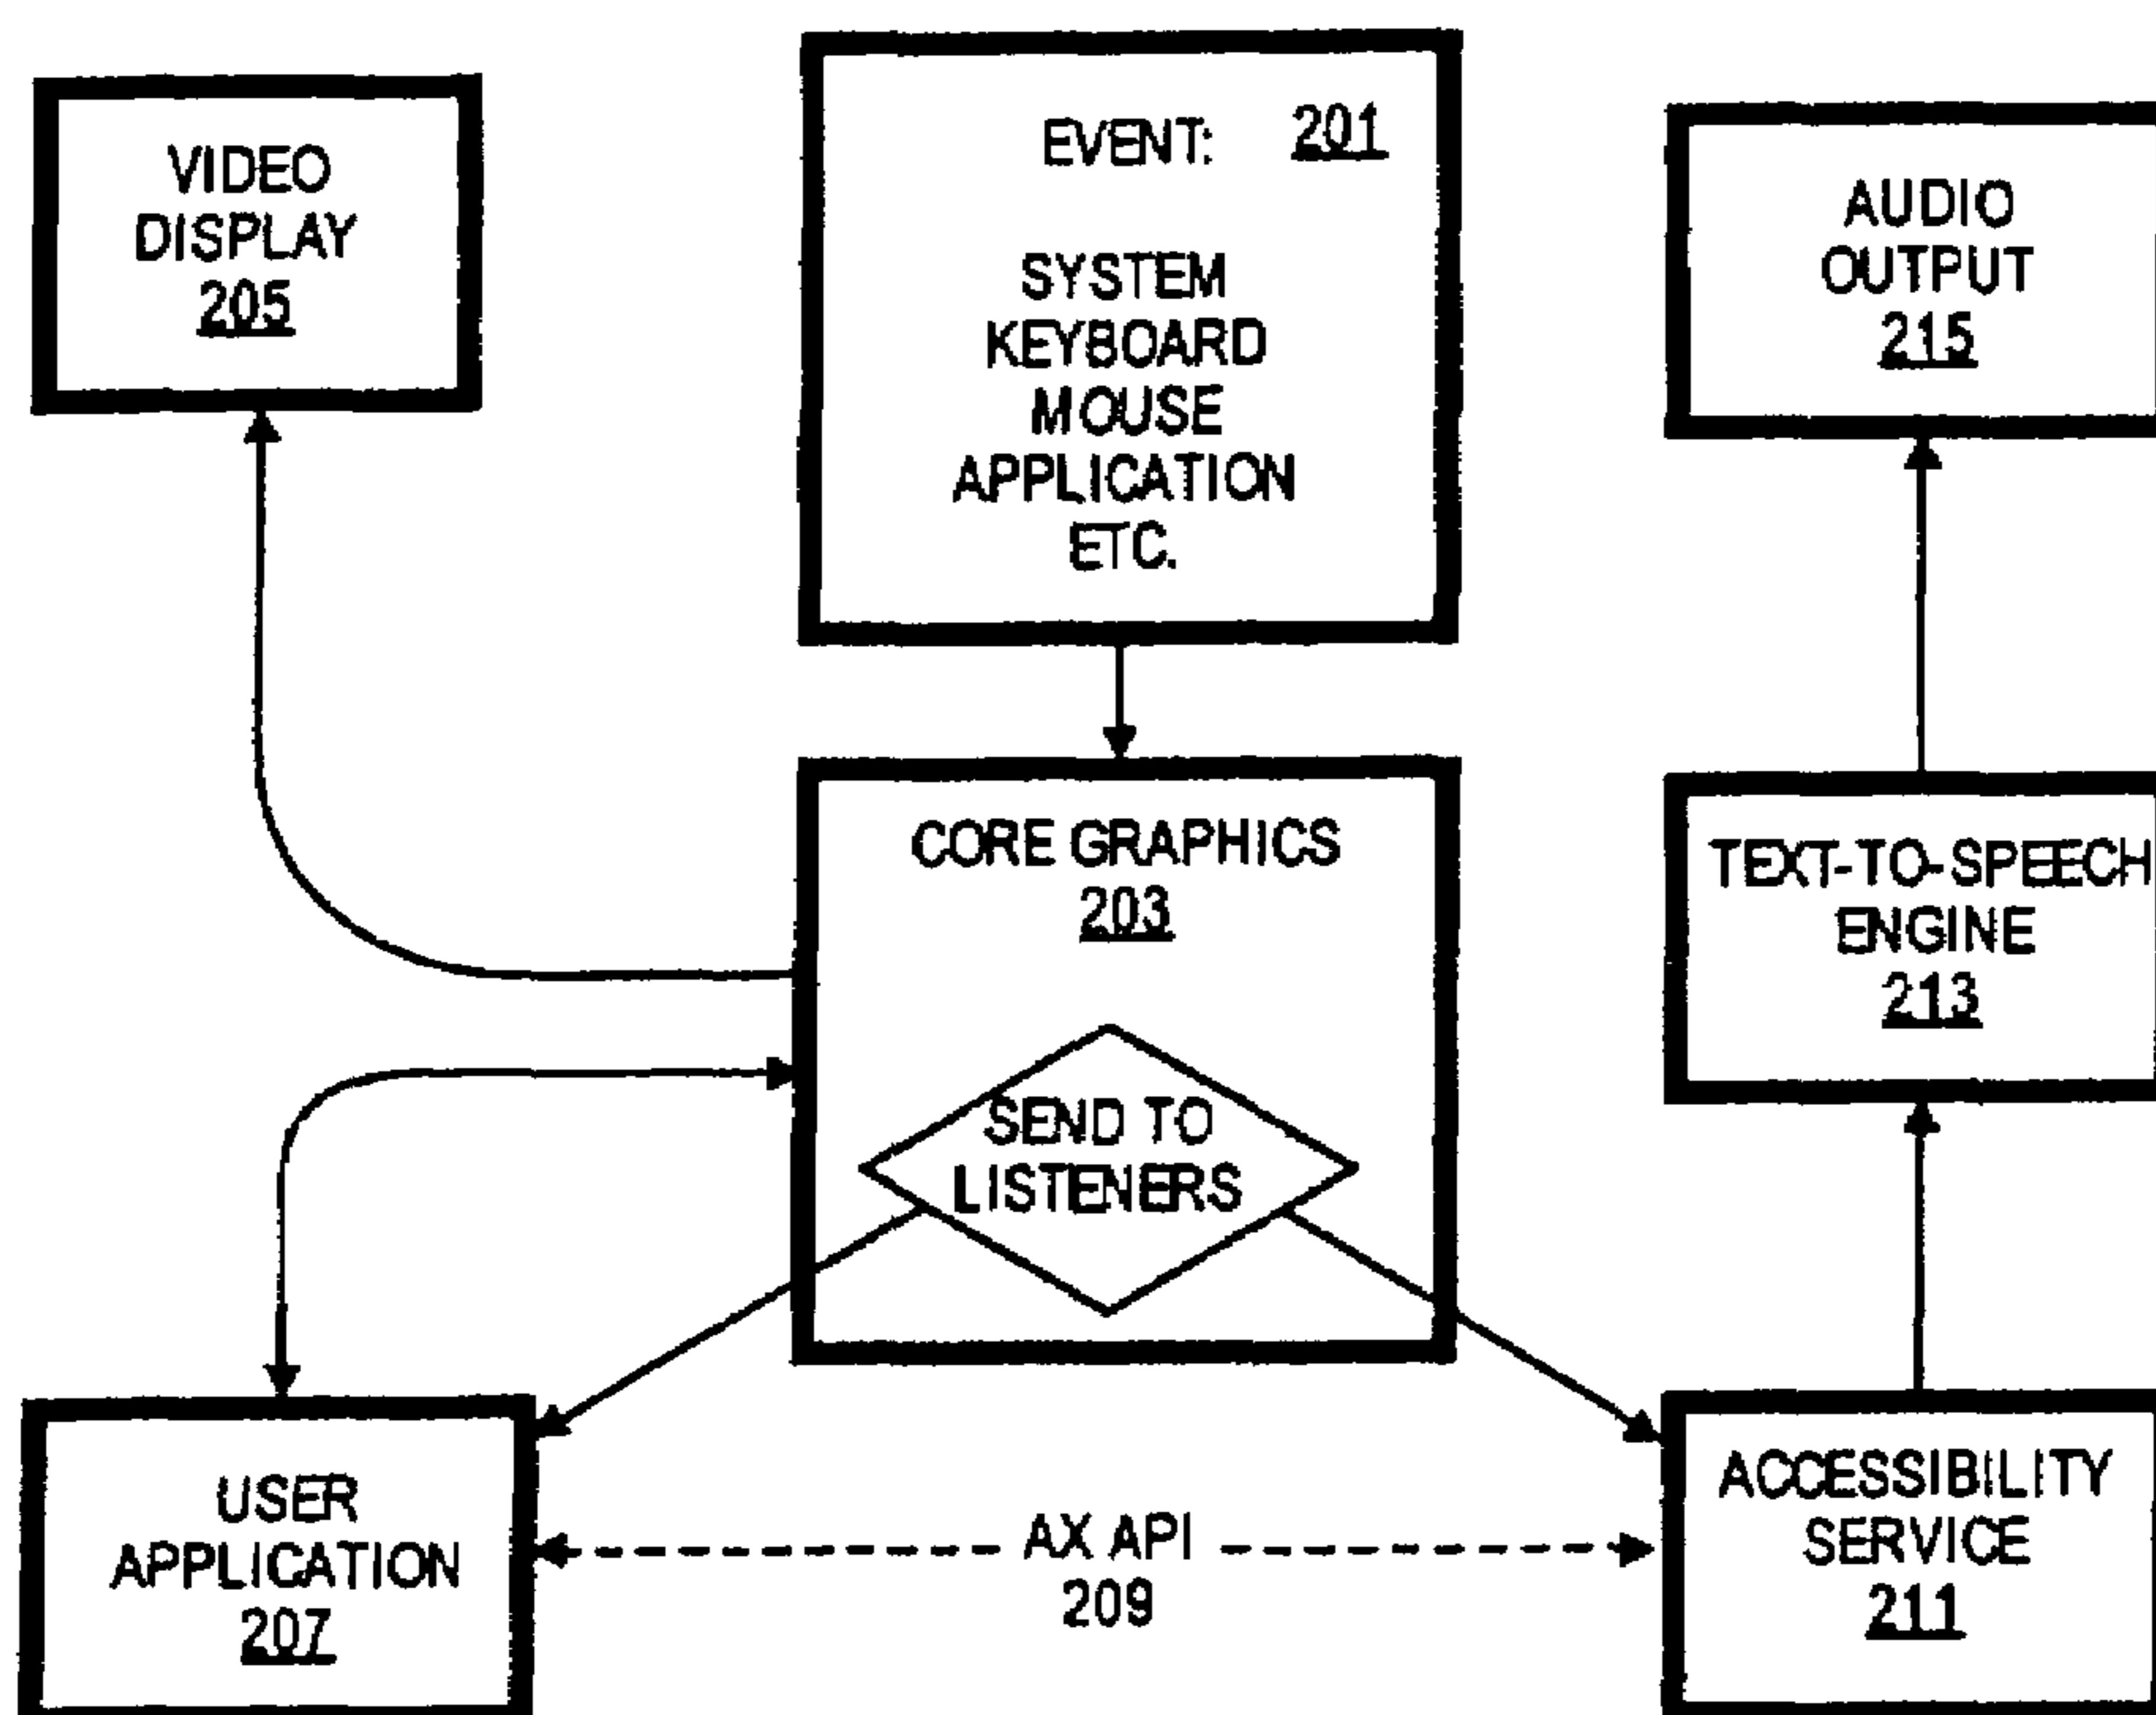 VIDEO
DISPLAY
205
EVENT: 201
SYSTEM
KEYBOARD
MOUSE
APPLICATION
ETC.
AUDIO
OUTPUT
215
CORE GRAPHICS
203
SEND TO
LISTENERS
TEXT-TO-SPEECH
ENGINE
213
USER
APPLICATION
207
AX API
209
ACCESSIBILITY
SERVICE
211